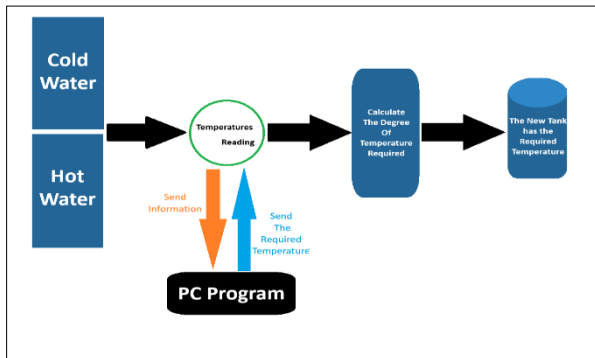 Cold
Water
Hot
Water
Temperatures
Reading
Send
Information
Send
The
Required
Temperature
PC Program
Calculate
The Degree
Of
Temperature
Required
The New Tank
has the
Required
Temperature